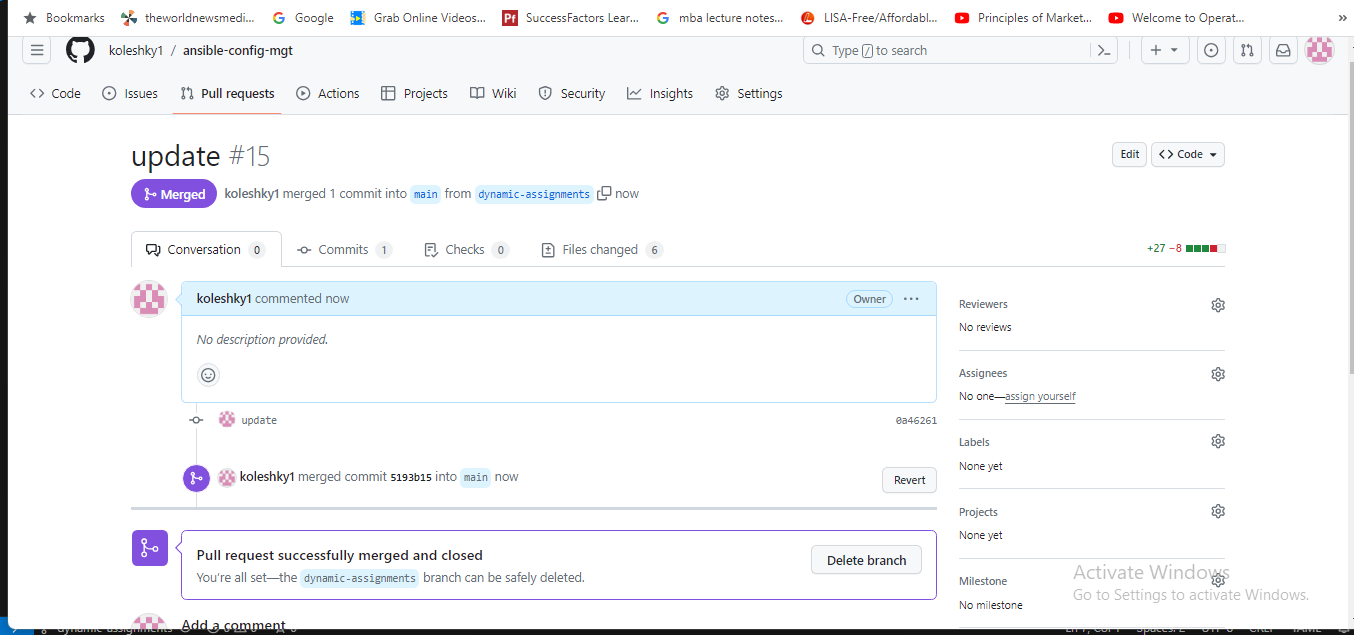 Bookmarks theworldnewsmedi... Google Grab Online Videos... Pf SuccessFactors Lear... mba lecture notes... LISA-Free/Affordabl... Principles of Market... Welcome to Operat... »
koleshky1 / ansible-config-mgt Type / to search
Code Issues Pull requests Actions Projects Wiki Security Insights Settings
update #15 Edit Code
Merged koleshky1 merged 1 commit into main from dynamic-assignments now
Conversation 0 Commits 1 Checks 0 Files changed 6 +27 −8
koleshky1 commented now Owner ...
No description provided.
update 0a46261
koleshky1 merged commit 5193b15 into main now Revert
Pull request successfully merged and closed
You're all set—the dynamic-assignments branch can be safely deleted.
Delete branch
Add a comment
Reviewers
No reviews
Assignees
No one—assign yourself
Labels
None yet
Projects
None yet
Milestone
No milestone
Activate Windows
Go to Settings to activate Windows.
dynamic-assignments